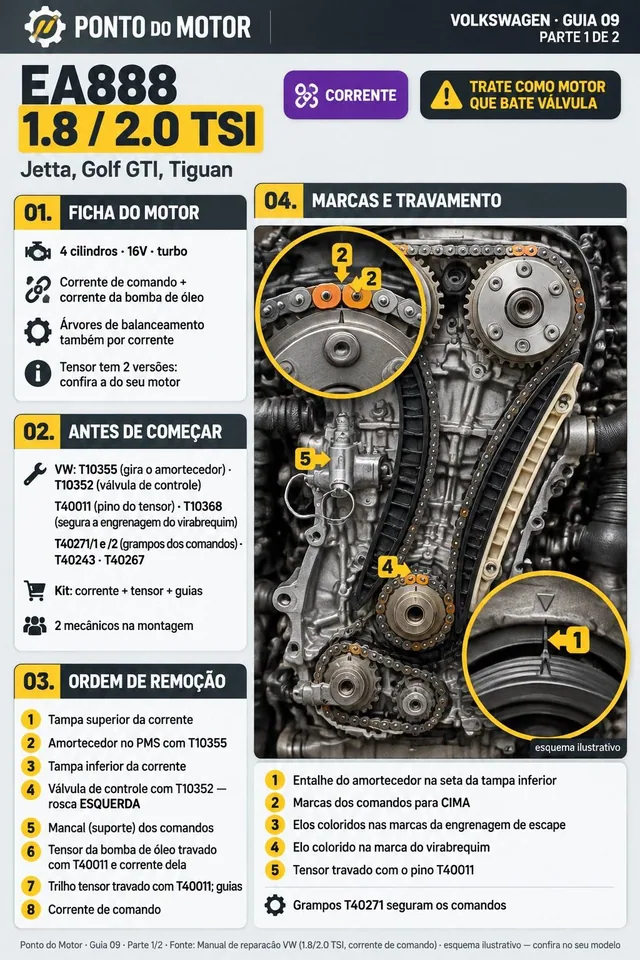 PONTO DO MOTOR
VOLKSWAGEN · GUIA 09
PARTE 1 DE 2
EA888
1.8 / 2.0 TSI
Jetta, Golf GTI, Tiguan
CORRENTE
TRATE COMO MOTOR
QUE BATE VÁLVULA
01. FICHA DO MOTOR
4 cilindros · 16V · turbo
Corrente de comando +
corrente da bomba de óleo
Árvores de balanceamento
também por corrente
Tensor tem 2 versões:
confira a do seu motor
02. ANTES DE COMEÇAR
VW: T10355 (gira o amortecedor) ·
T10352 (válvula de controle)
T40011 (pino do tensor) · T10368
(segura a engrenagem do virabrequim)
T40271/1 e /2 (grampos dos comandos) ·
T40243 · T40267
Kit: corrente + tensor + guias
2 mecânicos na montagem
03. ORDEM DE REMOÇÃO
1 Tampa superior da corrente
2 Amortecedor no PMS com T10355
3 Tampa inferior da corrente
4 Válvula de controle com T10352 —
rosca ESQUERDA
5 Mancal (suporte) dos comandos
6 Tensor da bomba de óleo travado
com T40011 e corrente dela
7 Trilho tensor travado com T40011; guias
8 Corrente de comando
04. MARCAS E TRAVAMENTO
2
2
5
4
1
esquema ilustrativo
1 Entalhe do amortecedor na seta da tampa inferior
2 Marcas dos comandos para CIMA
3 Elos coloridos nas marcas da engrenagem de escape
4 Elo colorido na marca do virabrequim
5 Tensor travado com o pino T40011
Grampos T40271 seguram os comandos
Ponto do Motor · Guia 09 · Parte 1/2 · Fonte: Manual de reparacão VW (1.8/2.0 TSI, corrente de comando) · esquema ilustrativo — confira no seu modelo